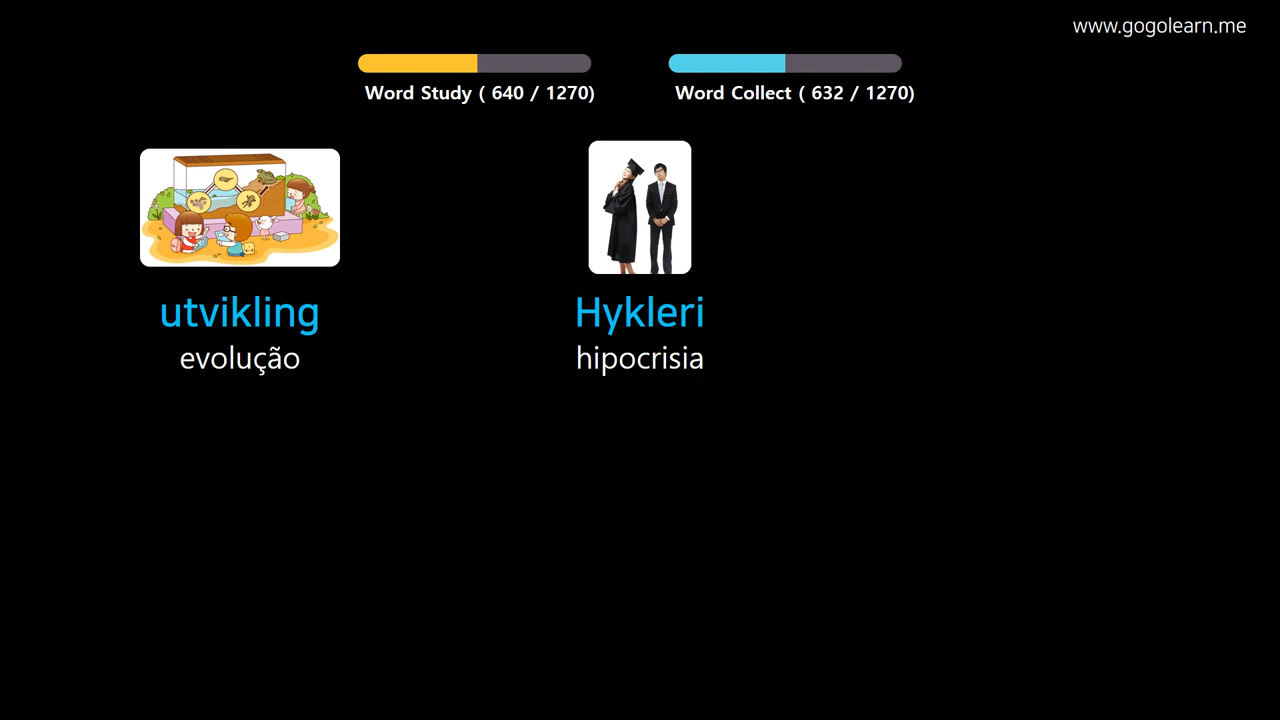 www.gogolearn.me
Word Study ( 640 / 1270)
Word Collect ( 632 / 1270)
utvikling
evolução
Hykleri
hipocrisia